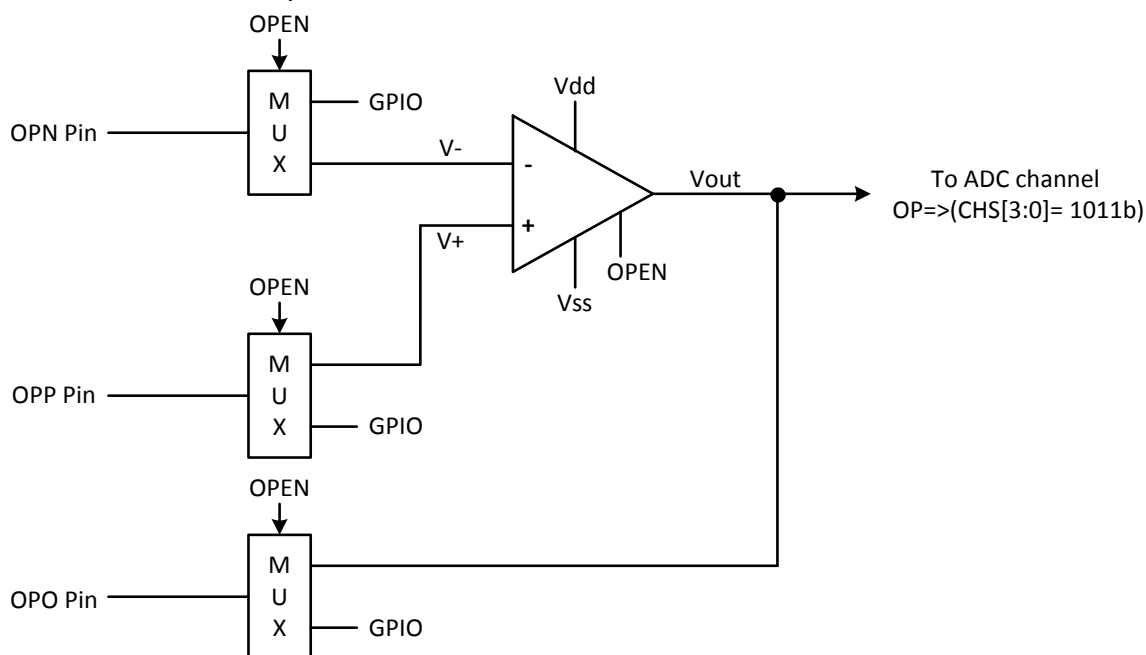 OPEN
M
U
X
GPIO
OPN Pin
V-
-
Vdd
Vout
To ADC channel
OP=>(CHS[3:0]= 1011b)
+
V+
OPEN
Vss
OPEN
M
U
X
OPP Pin
GPIO
OPEN
M
U
X
OPO Pin
GPIO